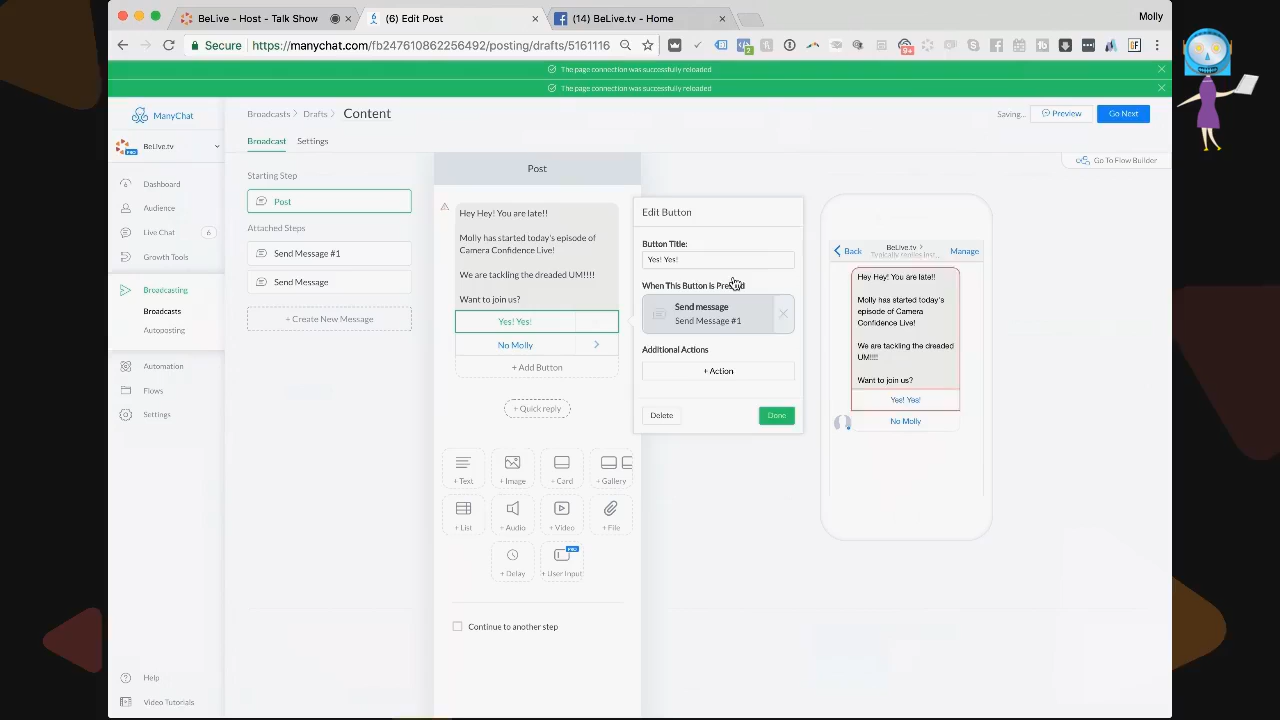 BeLive - Host - Talk Show
(6) Edit Post
(14) BeLive.tv - Home
Molly
Secure
https://manychat.com/fb247610862256492/posting/drafts/5161116
The page connection was successfully reloaded
The page connection was successfully reloaded
ManyChat
BeLive.tv
PRO
Dashboard
Audience
Live Chat
6
Growth Tools
Broadcasting
Broadcasts
Autoposting
Automation
Flows
Settings
Help
Video Tutorials
Broadcasts
Drafts
Content
Saving...
Preview
Go Next
Broadcast
Settings
Go To Flow Builder
Starting Step
Post
Attached Steps
Send Message #1
Send Message
+ Create New Message
Post
Hey Hey! You are late!!
Molly has started today's episode of
Camera Confidence Live!
We are tackling the dreaded UM!!!!
Want to join us?
Yes! Yes!
No Molly
+ Add Button
+ Quick reply
+ Text
+ Image
+ Card
+ Gallery
+ List
+ Audio
+ Video
+ File
+ Delay
PRO
+ User Input
Continue to another step
Edit Button
Button Title:
Yes! Yes!
When This Button is Pressed
Send message
Send Message #1
Additional Actions
+ Action
Delete
Done
Back
BeLive.tv
Typically replies inst...
Manage
Hey Hey! You are late!!
Molly has started today's
episode of Camera
Confidence Live!
We are tackling the dreaded
UM!!!!
Want to join us?
Yes! Yes!
No Molly